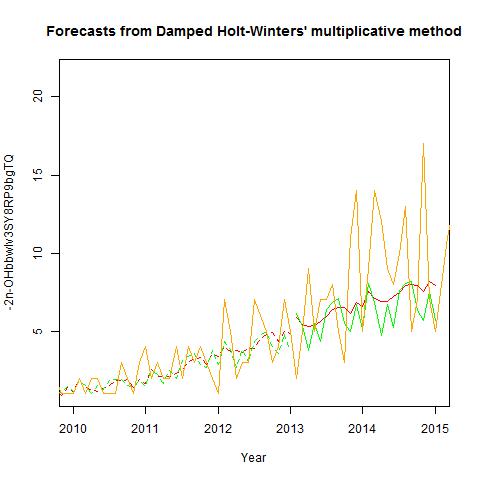 Forecasts from Damped Holt-Winters' multiplicative method
20
15
10
5
-2n-OHbbwlv3SY8RP9bgTQ
2010 2011 2012 2013 2014 2015
Year